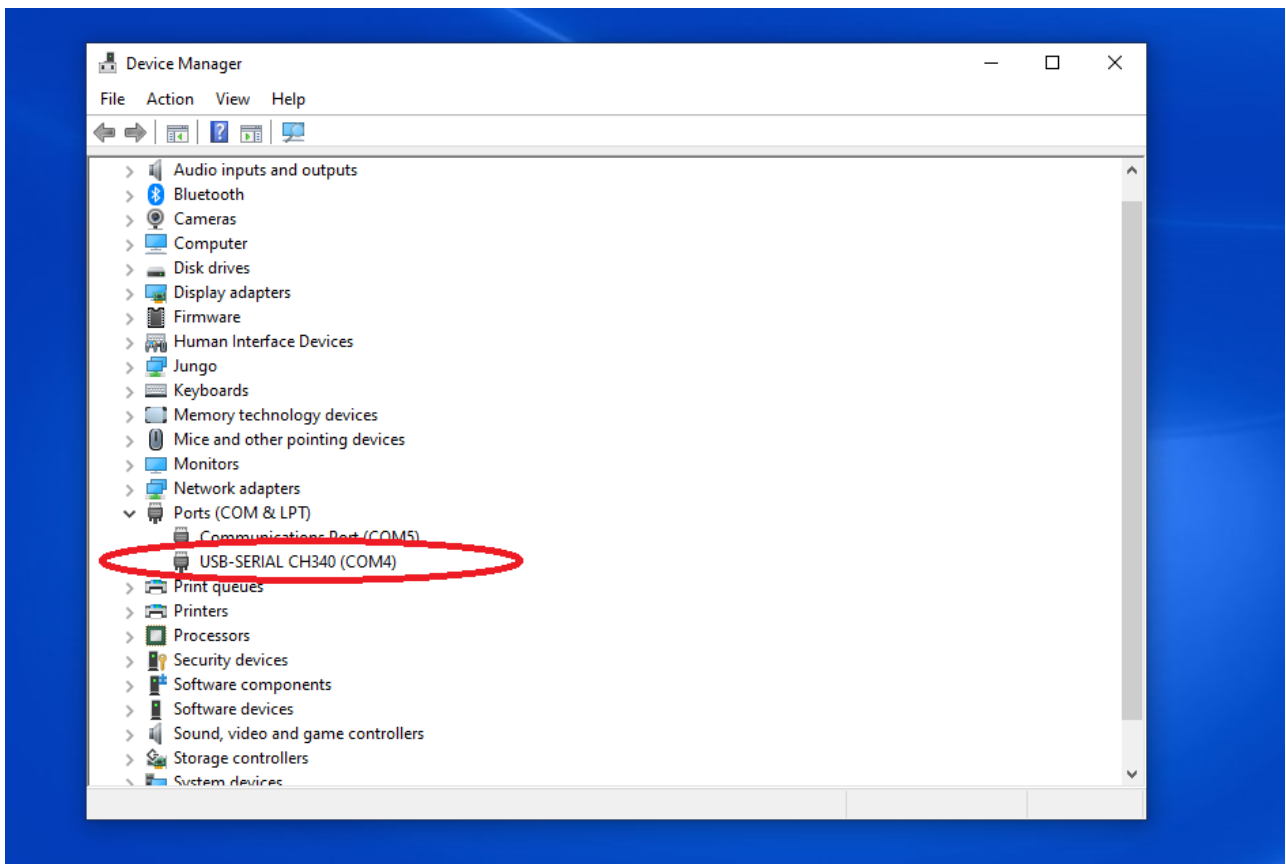 Device Manager
File Action View Help
Audio inputs and outputs
Bluetooth
Cameras
Computer
Disk drives
Display adapters
Firmware
Human Interface Devices
Jungo
Keyboards
Memory technology devices
Mice and other pointing devices
Monitors
Network adapters
Ports (COM & LPT)
Communications Port (COM5)
USB-SERIAL CH340 (COM4)
Print queues
Printers
Processors
Security devices
Software components
Software devices
Sound, video and game controllers
Storage controllers
System devices